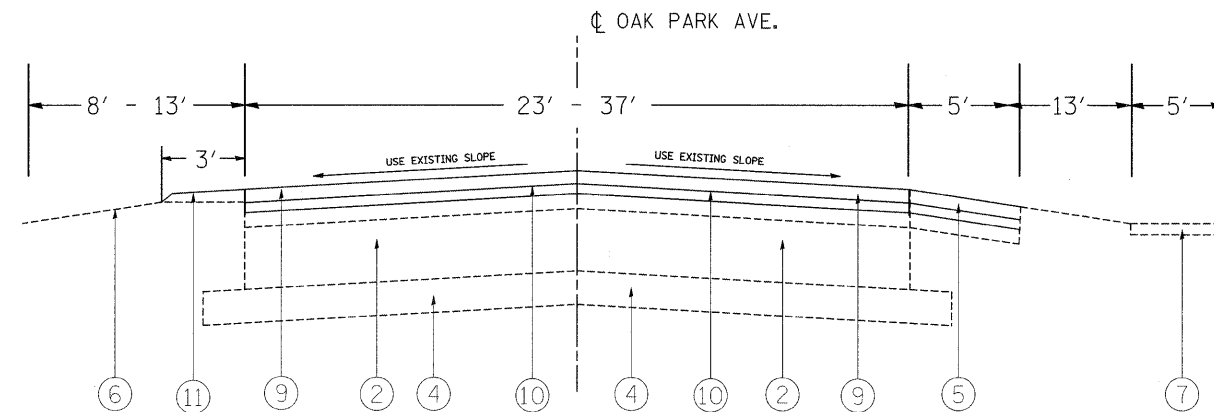 ℄ OAK PARK AVE.
8' - 13' 23' - 37' 5' 13' 5'
3' USE EXISTING SLOPE USE EXISTING SLOPE
6 11 9 2 4 10 4 10 2 9 5 7